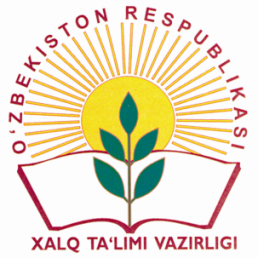 O‘ZBEKISTON RESPUBLIKASI
XALQ TA‘LIMI VAZIRLIGI